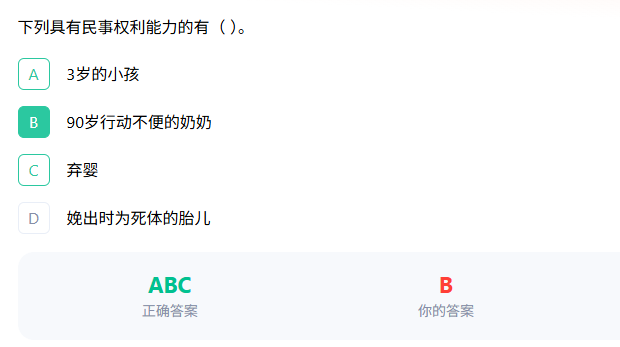 下列具有民事权利能力的有（ ）。
A 3岁的小孩
B 90岁行动不便的奶奶
C 弃婴
D 娩出时为死体的胎儿
ABC B
正确答案 你的答案